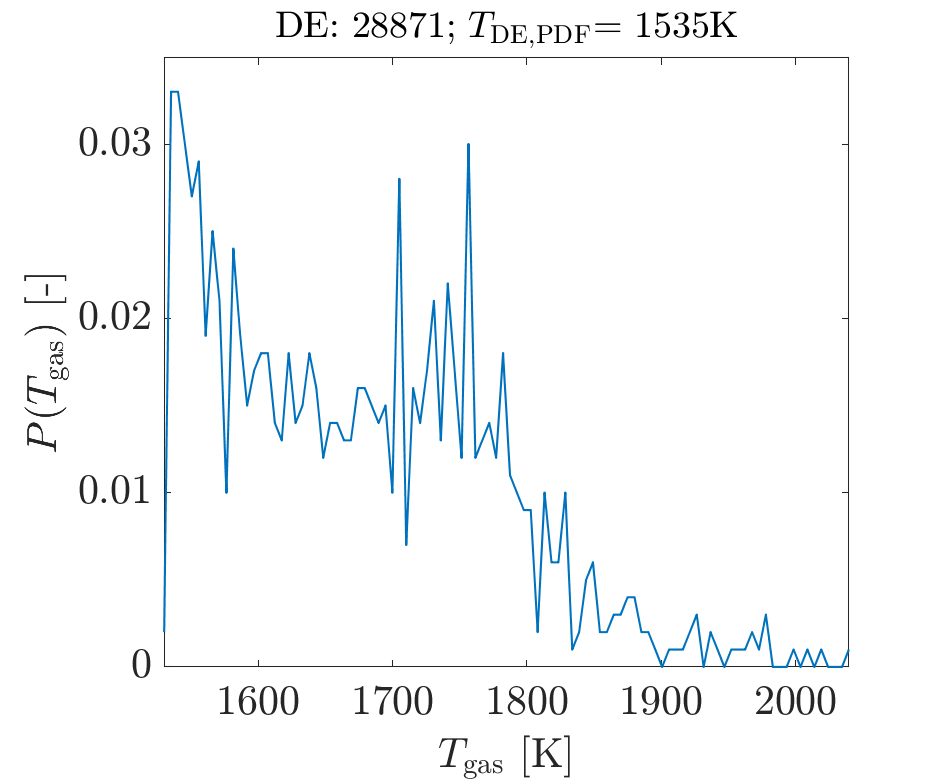 DE: 28871; T_DE,PDF= 1535K
P(T_gas) [-]
0.03
0.02
0.01
0
1600 1700 1800 1900 2000
T_gas [K]